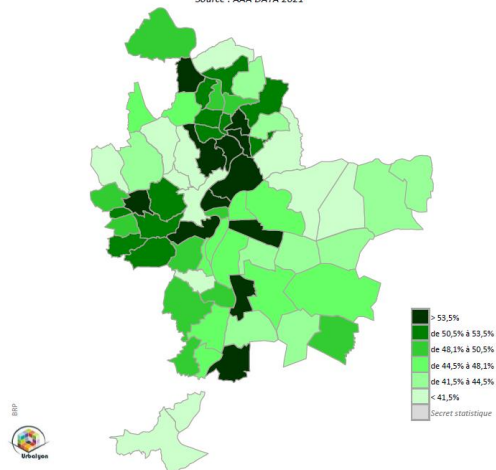 Source : AAA DATA 2021
> 53,5%
de 50,5% à 53,5%
de 48,1% à 50,5%
de 44,5% à 48,1%
de 41,5% à 44,5%
< 41,5%
Secret statistique
BRP
Urbalyon